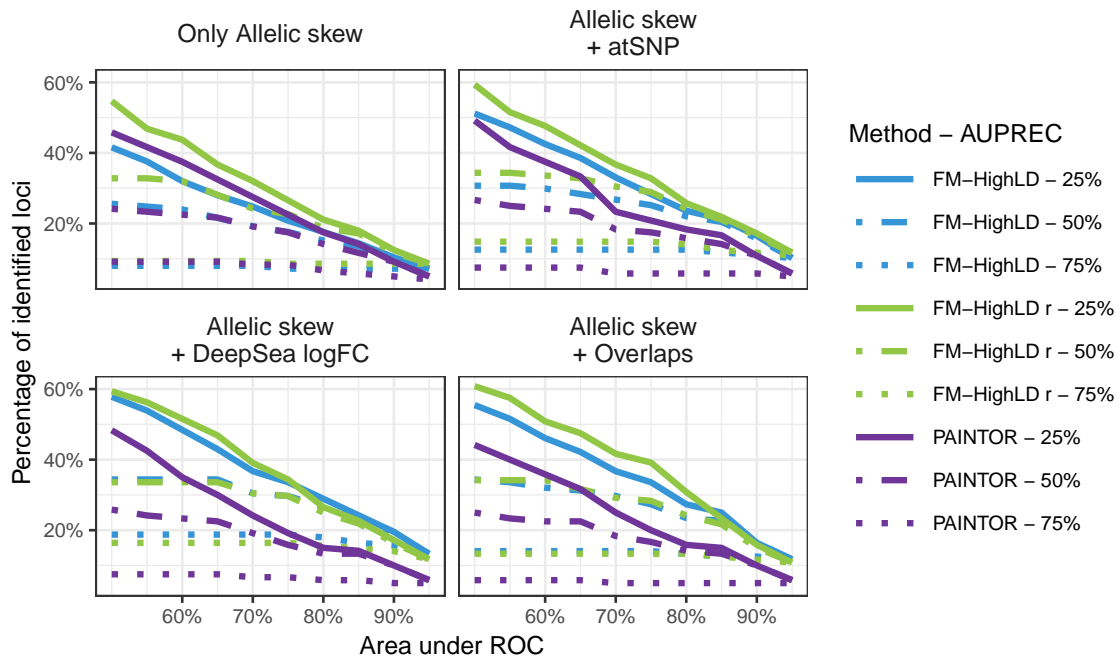 Only Allelic skew
Allelic skew
+ atSNP
60%
40%
20%
Allelic skew
+ DeepSea logFC
Allelic skew
+ Overlaps
60%
40%
20%
60%
70%
80%
90%
60%
70%
80%
90%
Percentage of identified loci
Area under ROC
Method – AUPREC
FM–HighLD – 25%
FM–HighLD – 50%
FM–HighLD – 75%
FM–HighLD r – 25%
FM–HighLD r – 50%
FM–HighLD r – 75%
PAINTOR – 25%
PAINTOR – 50%
PAINTOR – 75%